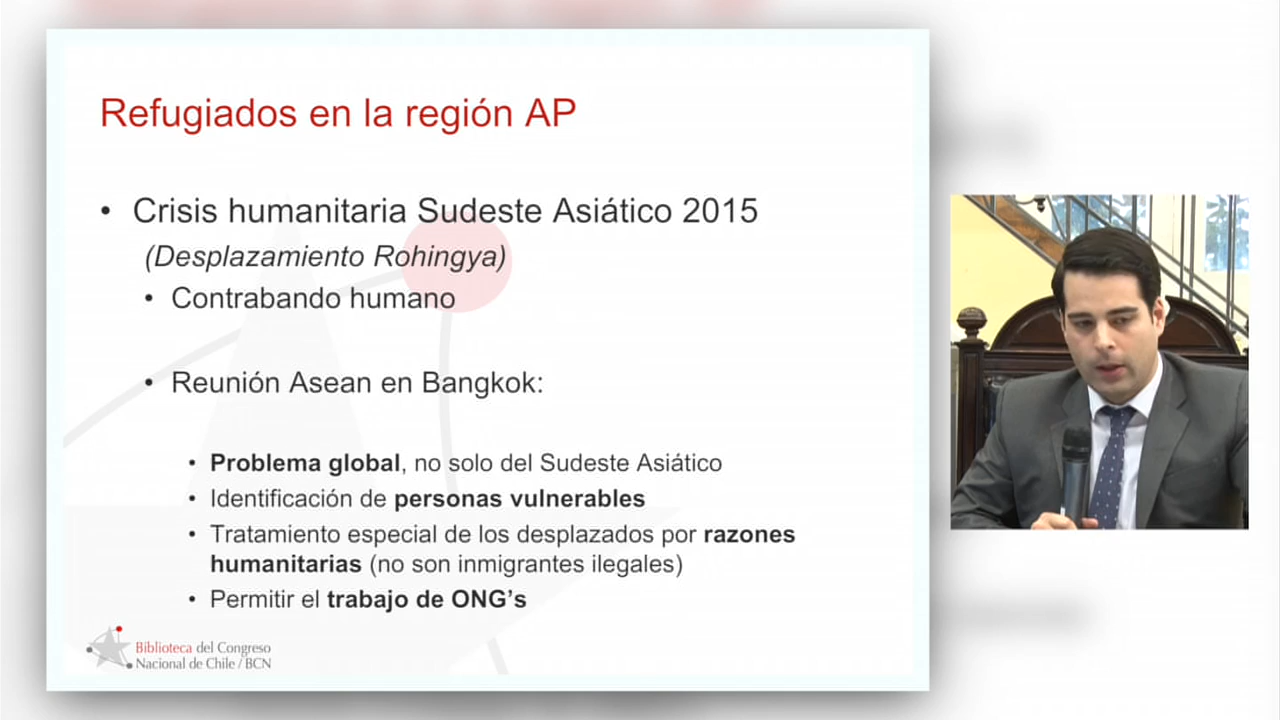 Refugiados en la región AP
• Crisis humanitaria Sudeste Asiático 2015
(Desplazamiento Rohingya)
• Contrabando humano
• Reunión Asean en Bangkok:
• Problema global, no solo del Sudeste Asiático
• Identificación de personas vulnerables
• Tratamiento especial de los desplazados por razones
humanitarias (no son inmigrantes ilegales)
• Permitir el trabajo de ONG’s
Biblioteca del Congreso
Nacional de Chile / BCN